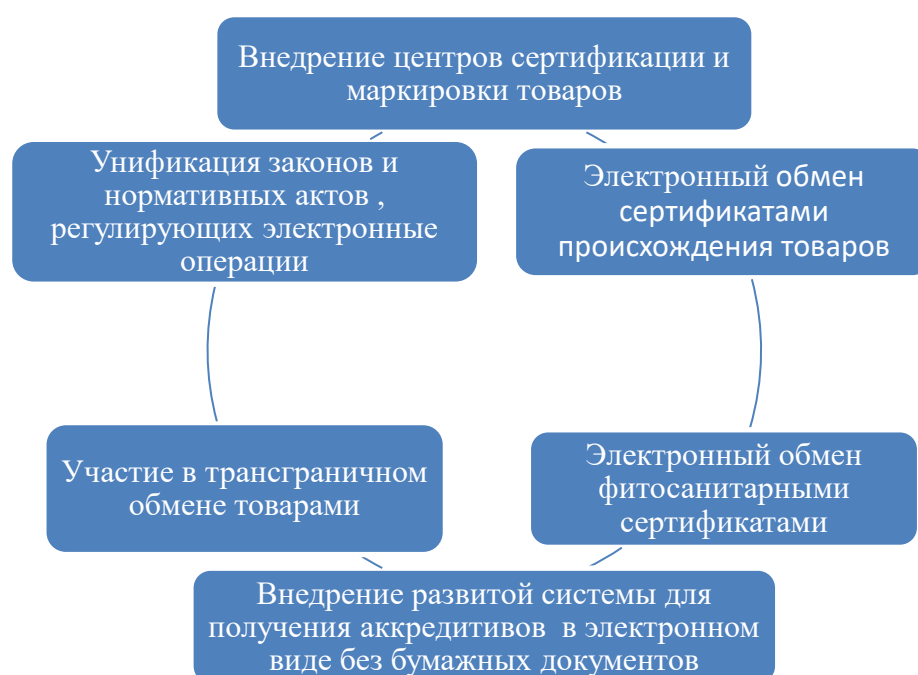 Внедрение центров сертификации и
маркировки товаров
Унификация законов и
нормативных актов ,
регулирующих электронные
операции
Электронный обмен
сертификатами
происхождения товаров
Участие в трансграничном
обмене товарами
Электронный обмен
фитосанитарными
сертификатами
Внедрение развитой системы для
получения аккредитивов  в электронном
виде без бумажных документов